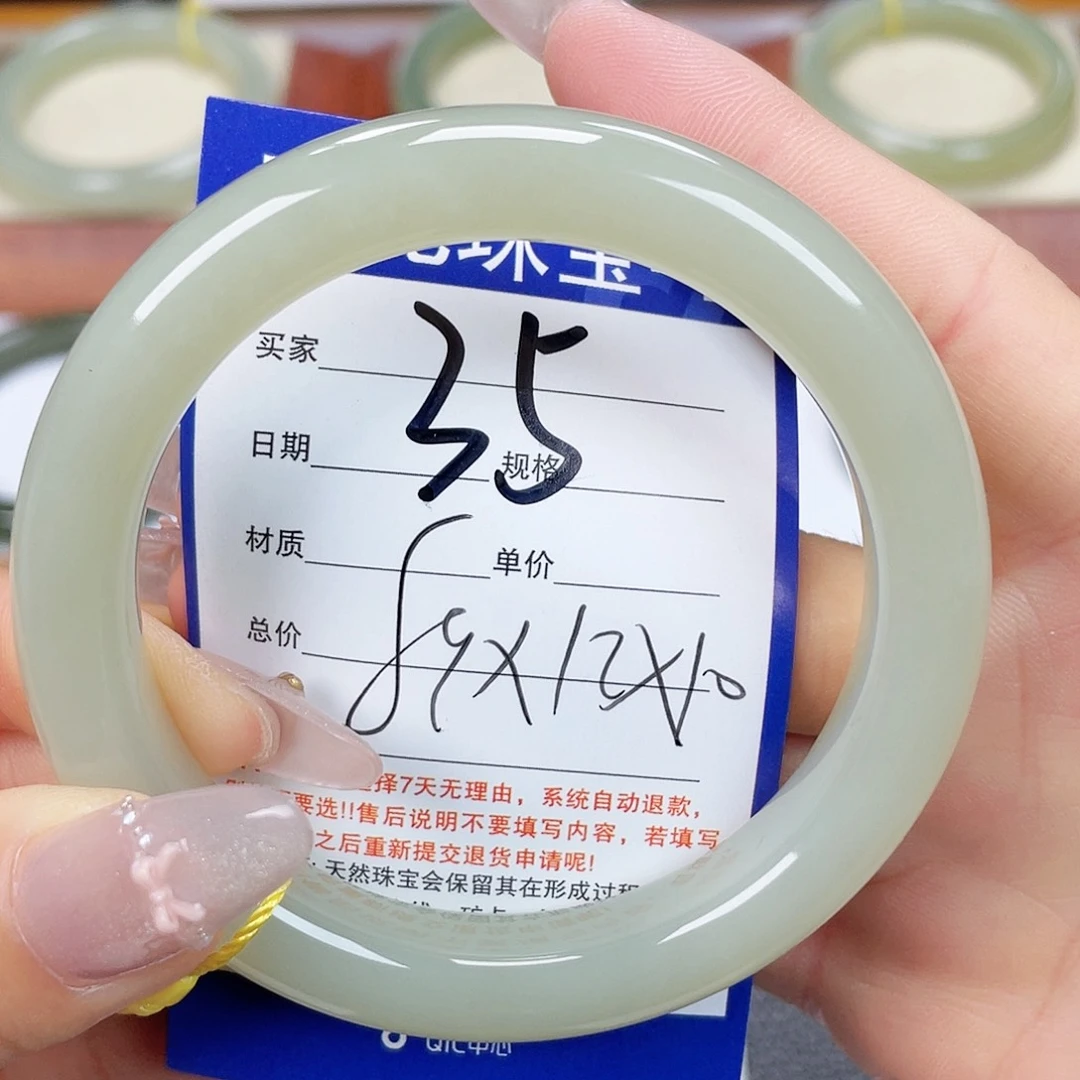 珠宝
35
买家
日期 规格
材质 单价
59X12X10
总价
择7天无理由，系统自动退款，
要选!!售后说明不要填写内容，若填写
之后重新提交退货申请呢!
天然珠宝会保留其在形成过程
QIC中心